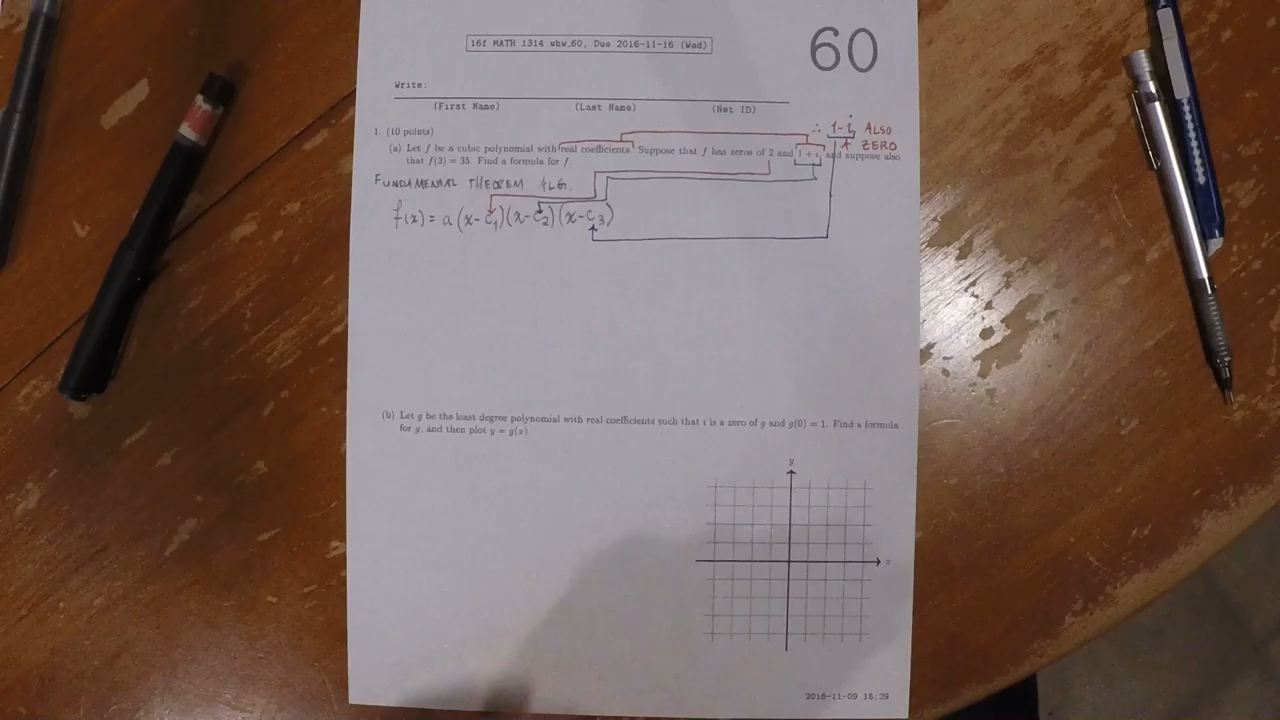 16f MATH 1314 whw_60, Due 2016-11-16 (Wed)
60
Write:
(First Name) (Last Name) (Net ID)
1. (10 points)
∴ 1-i ALSO
ZERO
(a) Let f be a cubic polynomial with real coefficients. Suppose that f has zeros of 2 and 1 + i, and suppose also
that f(3) = 35. Find a formula for f.
FUNDAMENTAL THEOREM ALG.
f(x) = a(x-c₁)(x-c₂)(x-c₃)
(b) Let g be the least degree polynomial with real coefficients such that i is a zero of g and g(0) = 1. Find a formula
for g, and then plot y = g(x)
y
x
2016-11-09 16:29